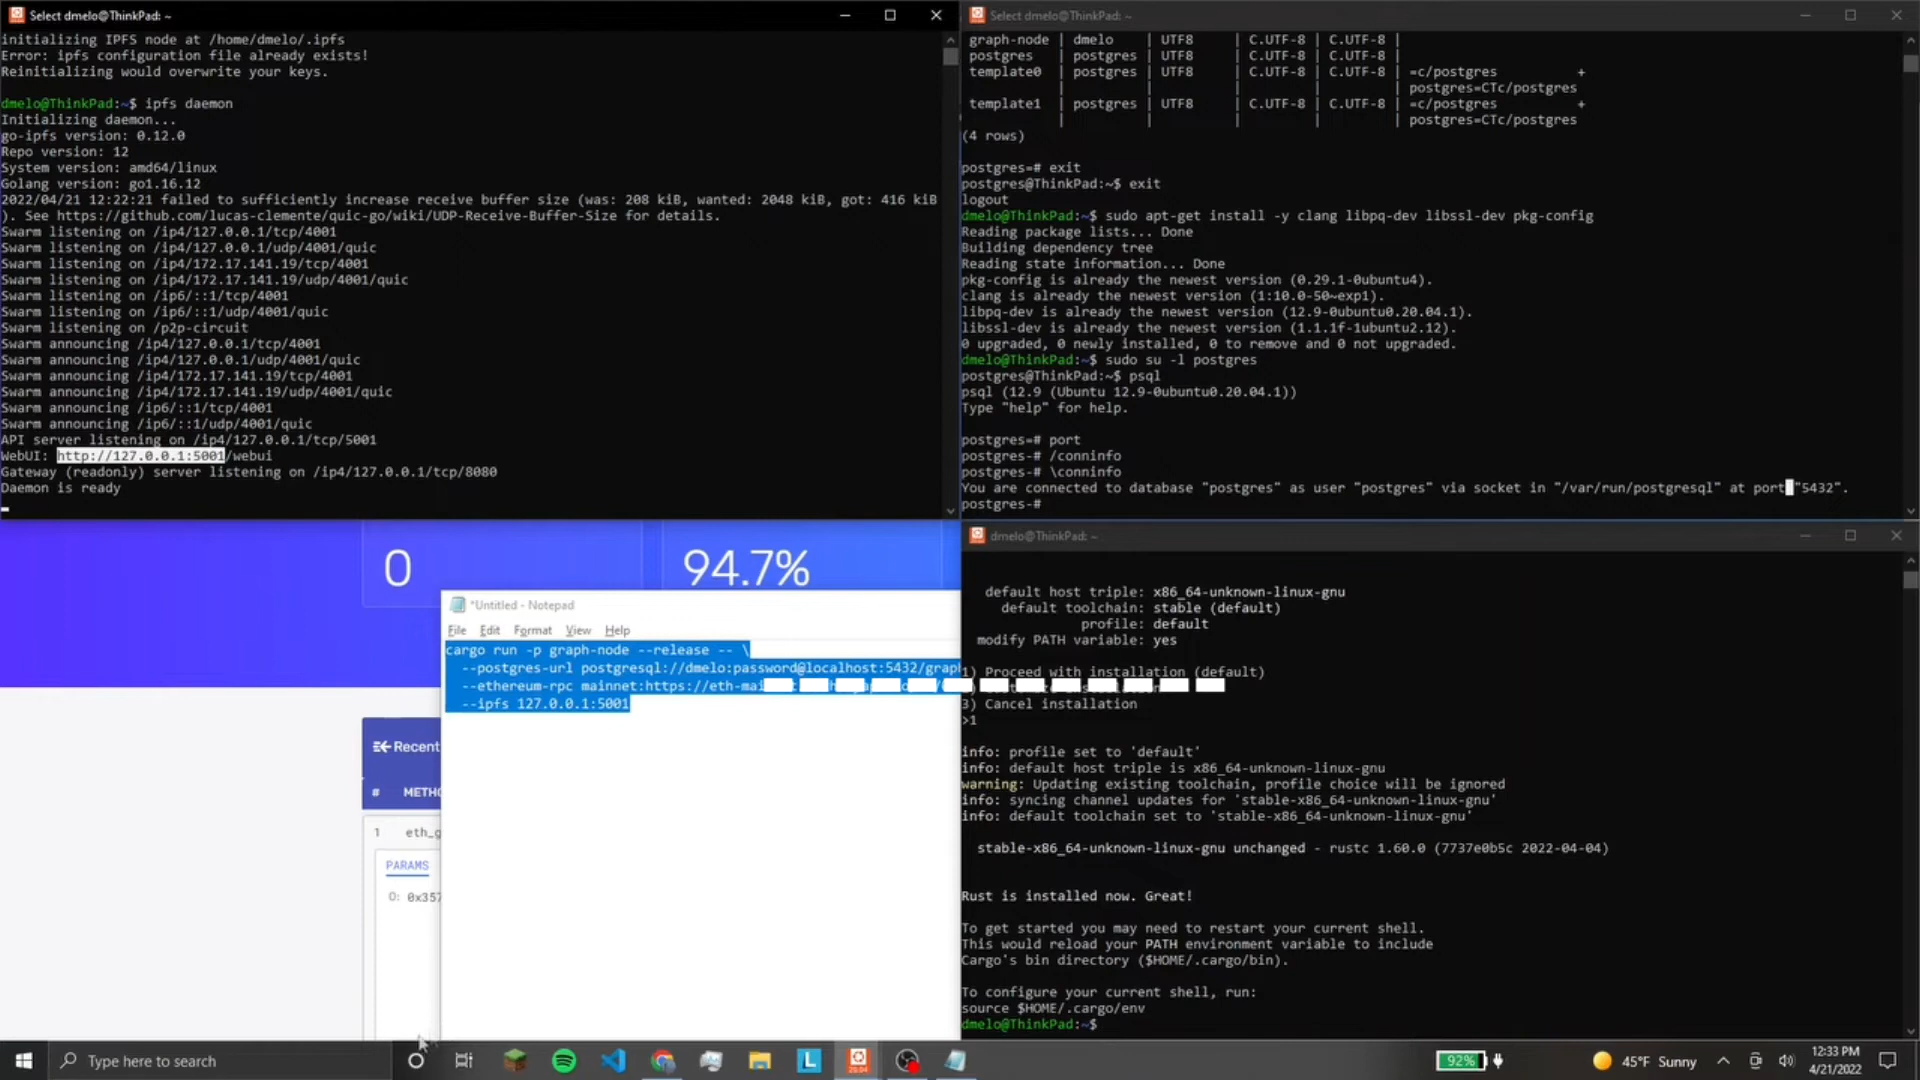 Select dmelo@ThinkPad: ~
initializing IPFS node at /home/dmelo/.ipfs
Error: ipfs configuration file already exists!
Reinitializing would overwrite your keys.
dmelo@ThinkPad:~$ ipfs daemon
Initializing daemon...
go-ipfs version: 0.12.0
Repo version: 12
System version: amd64/linux
Golang version: go1.16.12
2022/04/21 12:22:21 failed to sufficiently increase receive buffer size (was: 208 kiB, wanted: 2048 kiB, got: 416 kiB
). See https://github.com/lucas-clemente/quic-go/wiki/UDP-Receive-Buffer-Size for details.
Swarm listening on /ip4/127.0.0.1/tcp/4001
Swarm listening on /ip4/127.0.0.1/udp/4001/quic
Swarm listening on /ip4/172.17.141.19/tcp/4001
Swarm listening on /ip4/172.17.141.19/udp/4001/quic
Swarm listening on /ip6/::1/tcp/4001
Swarm listening on /ip6/::1/udp/4001/quic
Swarm listening on /p2p-circuit
Swarm announcing /ip4/127.0.0.1/tcp/4001
Swarm announcing /ip4/127.0.0.1/udp/4001/quic
Swarm announcing /ip4/172.17.141.19/tcp/4001
Swarm announcing /ip4/172.17.141.19/udp/4001/quic
Swarm announcing /ip6/::1/tcp/4001
Swarm announcing /ip6/::1/udp/4001/quic
API server listening on /ip4/127.0.0.1/tcp/5001
WebUI: http://127.0.0.1:5001/webui
Gateway (readonly) server listening on /ip4/127.0.0.1/tcp/8080
Daemon is ready
Select dmelo@ThinkPad: ~
graph-node | dmelo | UTF8 | C.UTF-8 | C.UTF-8 |
postgres | postgres | UTF8 | C.UTF-8 | C.UTF-8 |
template0 | postgres | UTF8 | C.UTF-8 | C.UTF-8 | =c/postgres +
| | | | | postgres=CTc/postgres
template1 | postgres | UTF8 | C.UTF-8 | C.UTF-8 | =c/postgres +
| | | | | postgres=CTc/postgres
(4 rows)
postgres=# exit
postgres@ThinkPad:~$ exit
logout
dmelo@ThinkPad:~$ sudo apt-get install -y clang libpq-dev libssl-dev pkg-config
Reading package lists... Done
Building dependency tree
Reading state information... Done
pkg-config is already the newest version (0.29.1-0ubuntu4).
clang is already the newest version (1:10.0-50~exp1).
libpq-dev is already the newest version (12.9-0ubuntu0.20.04.1).
libssl-dev is already the newest version (1.1.1f-1ubuntu2.12).
0 upgraded, 0 newly installed, 0 to remove and 0 not upgraded.
dmelo@ThinkPad:~$ sudo su -l postgres
postgres@ThinkPad:~$ psql
psql (12.9 (Ubuntu 12.9-0ubuntu0.20.04.1))
Type "help" for help.
postgres=# port
postgres-# /conninfo
postgres-# \conninfo
You are connected to database "postgres" as user "postgres" via socket in "/var/run/postgresql" at port "5432".
postgres-#
0
94.7%
Recent
# METHO
1 eth_g
PARAMS
0: 0x357
*Untitled - Notepad
File Edit Format View Help
cargo run -p graph-node --release -- \
--postgres-url postgresql://dmelo:password@localhost:5432/graph
--ethereum-rpc mainnet:https://eth-mai
--ipfs 127.0.0.1:5001
dmelo@ThinkPad: ~
default host triple: x86_64-unknown-linux-gnu
default toolchain: stable (default)
profile: default
modify PATH variable: yes
1) Proceed with installation (default)
3) Cancel installation
>1
info: profile set to 'default'
info: default host triple is x86_64-unknown-linux-gnu
warning: Updating existing toolchain, profile choice will be ignored
info: syncing channel updates for 'stable-x86_64-unknown-linux-gnu'
info: default toolchain set to 'stable-x86_64-unknown-linux-gnu'
stable-x86_64-unknown-linux-gnu unchanged - rustc 1.60.0 (7737e0b5c 2022-04-04)
Rust is installed now. Great!
To get started you may need to restart your current shell.
This would reload your PATH environment variable to include
Cargo's bin directory ($HOME/.cargo/bin).
To configure your current shell, run:
source $HOME/.cargo/env
dmelo@ThinkPad:~$
Type here to search
L
20.04
92%
45°F Sunny
12:33 PM
4/21/2022